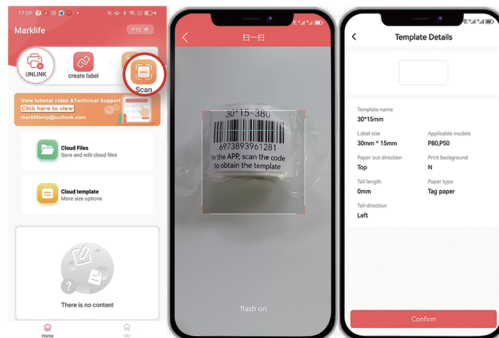 17:09
Marklife
P12
UNLINK
create label
Scan
View tutorial video &Technical Support
Click here to view
marklifevip@outlook.com
Cloud Files
Save and edit cloud files
Cloud template
More size options
There is no content
Home
Me
扫一扫
30*15-380
6973893961281
In the APP, scan the code
to obtain the template
flash on
Template Details
Template name
30*15mm
Label size
Applicable models
30mm * 15mm
P80,P50
Paper out direction
Print background
Top
N
Tail length
Paper type
0mm
Tag paper
Tail direction
Left
Confirm